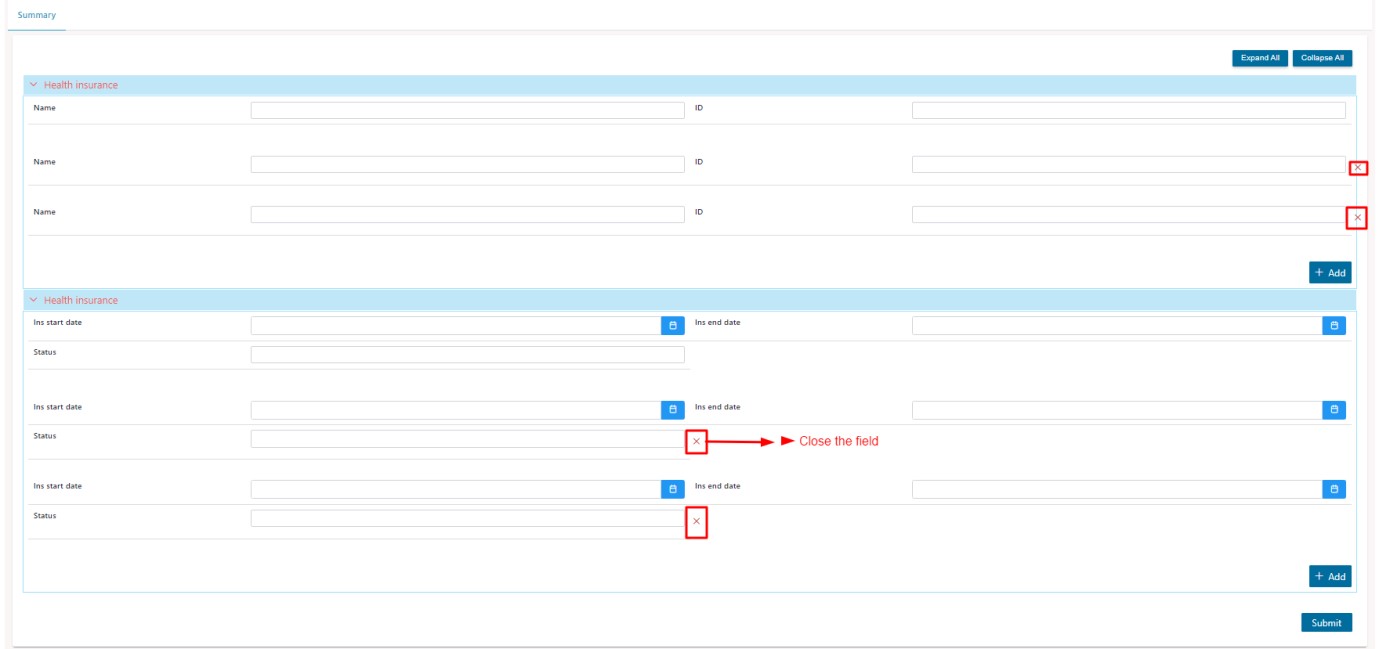 Summary
Expand All Collapse All
Health insurance
Name ID
Name ID
Name ID
+ Add
Health insurance
Ins start date Ins end date
Status
Ins start date Ins end date
Status Close the field
Ins start date Ins end date
Status
+ Add
Submit